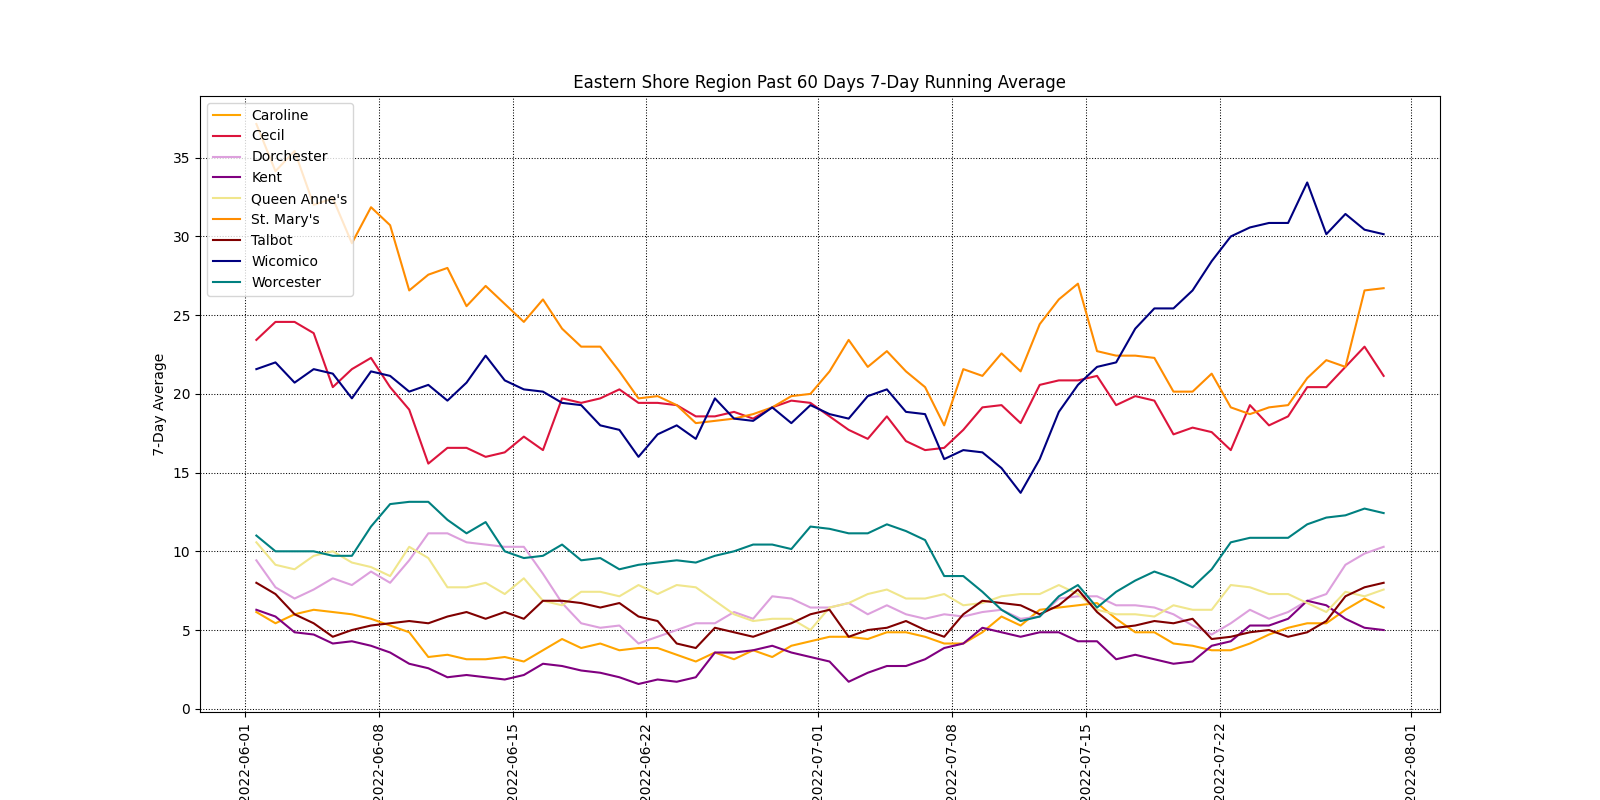 Eastern Shore Region Past 60 Days 7-Day Running Average
Caroline
Cecil
Dorchester
Kent
Queen Anne's
St. Mary's
Talbot
Wicomico
Worcester
7-Day Average
35
30
25
20
15
10
5
0
2022-06-01
2022-06-08
2022-06-15
2022-06-22
2022-07-01
2022-07-08
2022-07-15
2022-07-22
2022-08-01